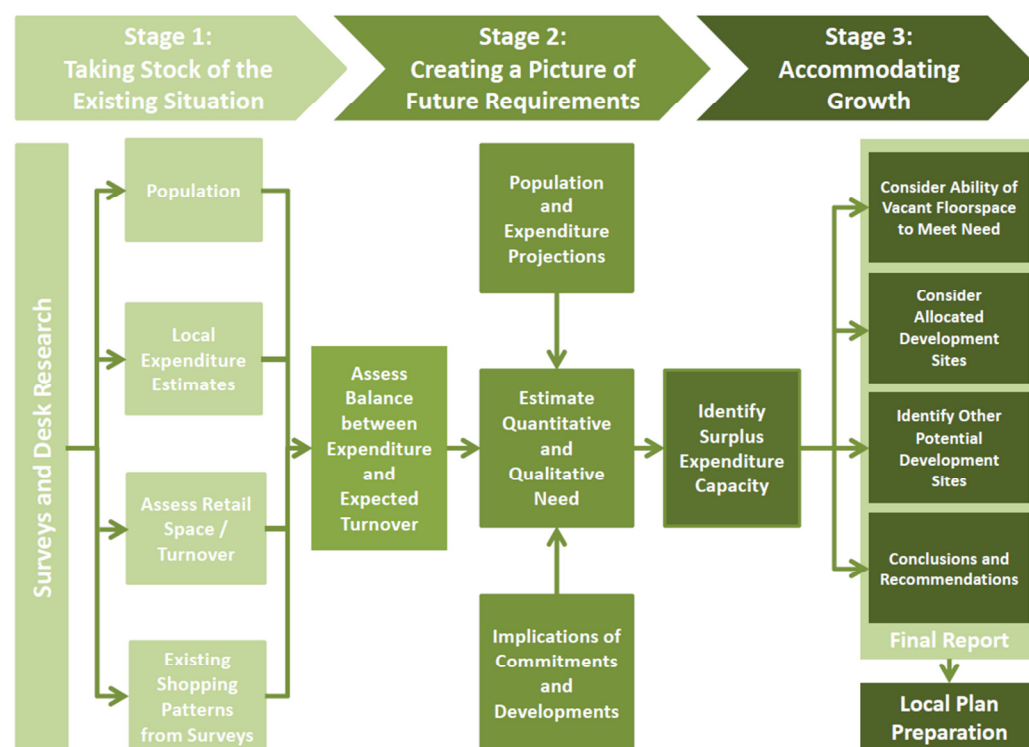 Stage 1:
Taking Stock of the
Existing Situation
Stage 2:
Creating a Picture of
Future Requirements
Stage 3:
Accommodating
Growth
Surveys and Desk Research
Population
Local
Expenditure
Estimates
Assess Retail
Space /
Turnover
Existing
Shopping
Patterns
from Surveys
Assess
Balance
between
Expenditure
and
Expected
Turnover
Population
and
Expenditure
Projections
Estimate
Quantitative
and
Qualitative
Need
Implications of
Commitments
and
Developments
Identify
Surplus
Expenditure
Capacity
Consider Ability of
Vacant Floorspace
to Meet Need
Consider
Allocated
Development
Sites
Identify Other
Potential
Development
Sites
Conclusions and
Recommendations
Final Report
Local Plan
Preparation